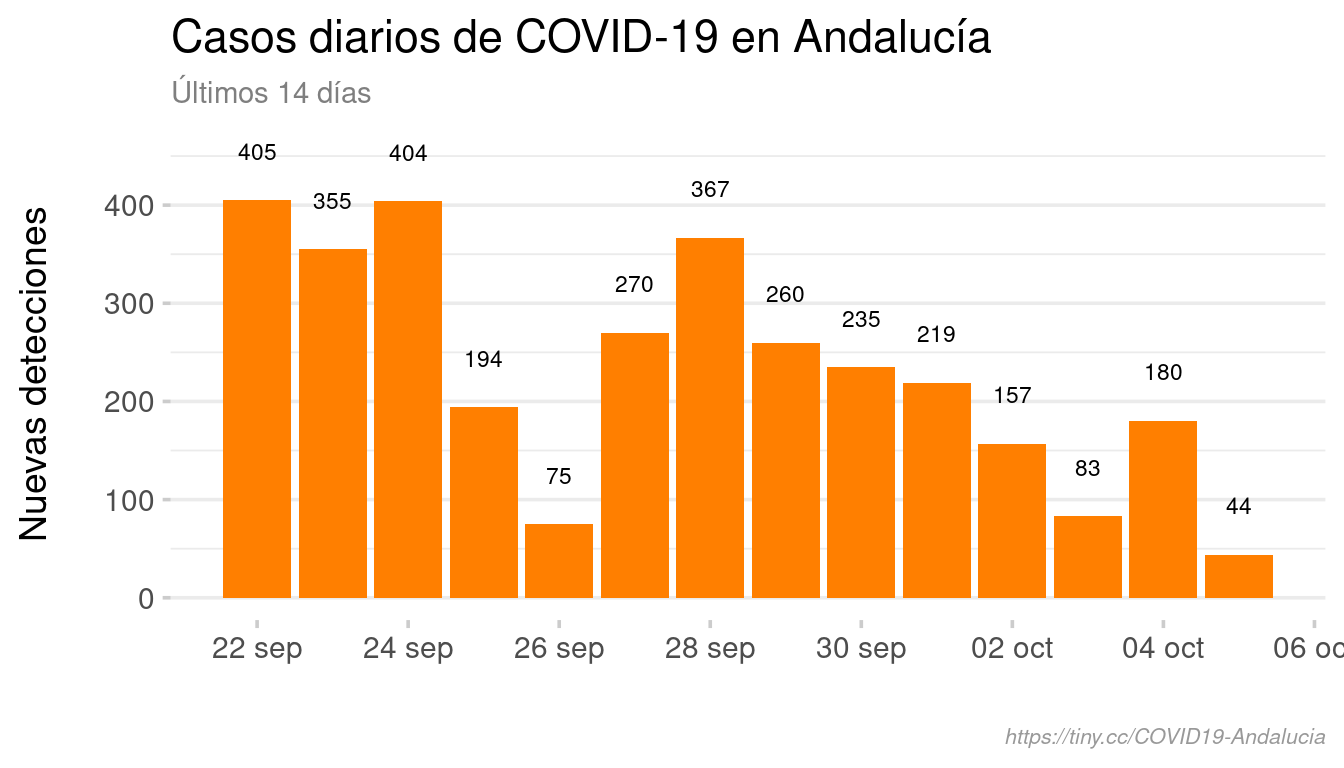 Casos diarios de COVID-19 en Andalucía
Últimos 14 días
Nuevas detecciones
400
300
200
100
0
405
355
404
194
75
270
367
260
235
219
157
83
180
44
22 sep
24 sep
26 sep
28 sep
30 sep
02 oct
04 oct
06 oc
https://tiny.cc/COVID19-Andalucia